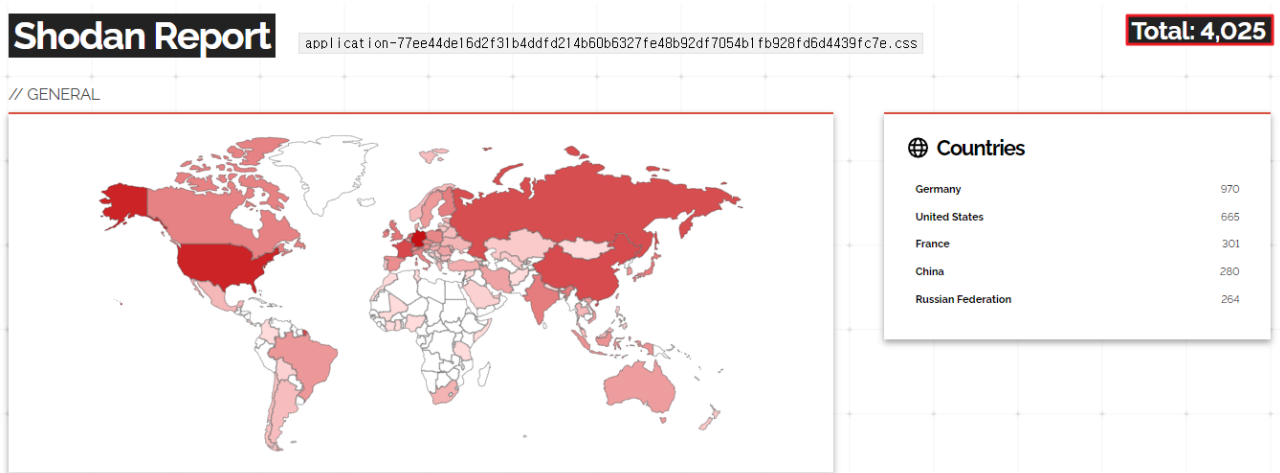 Shodan Report
application-77ee44de16d2f31b4ddfd214b60b6327fe48b92df7054b1fb928fd6d4439fc7e.css
Total: 4,025
// GENERAL
Countries
Germany 970
United States 665
France 301
China 280
Russian Federation 264